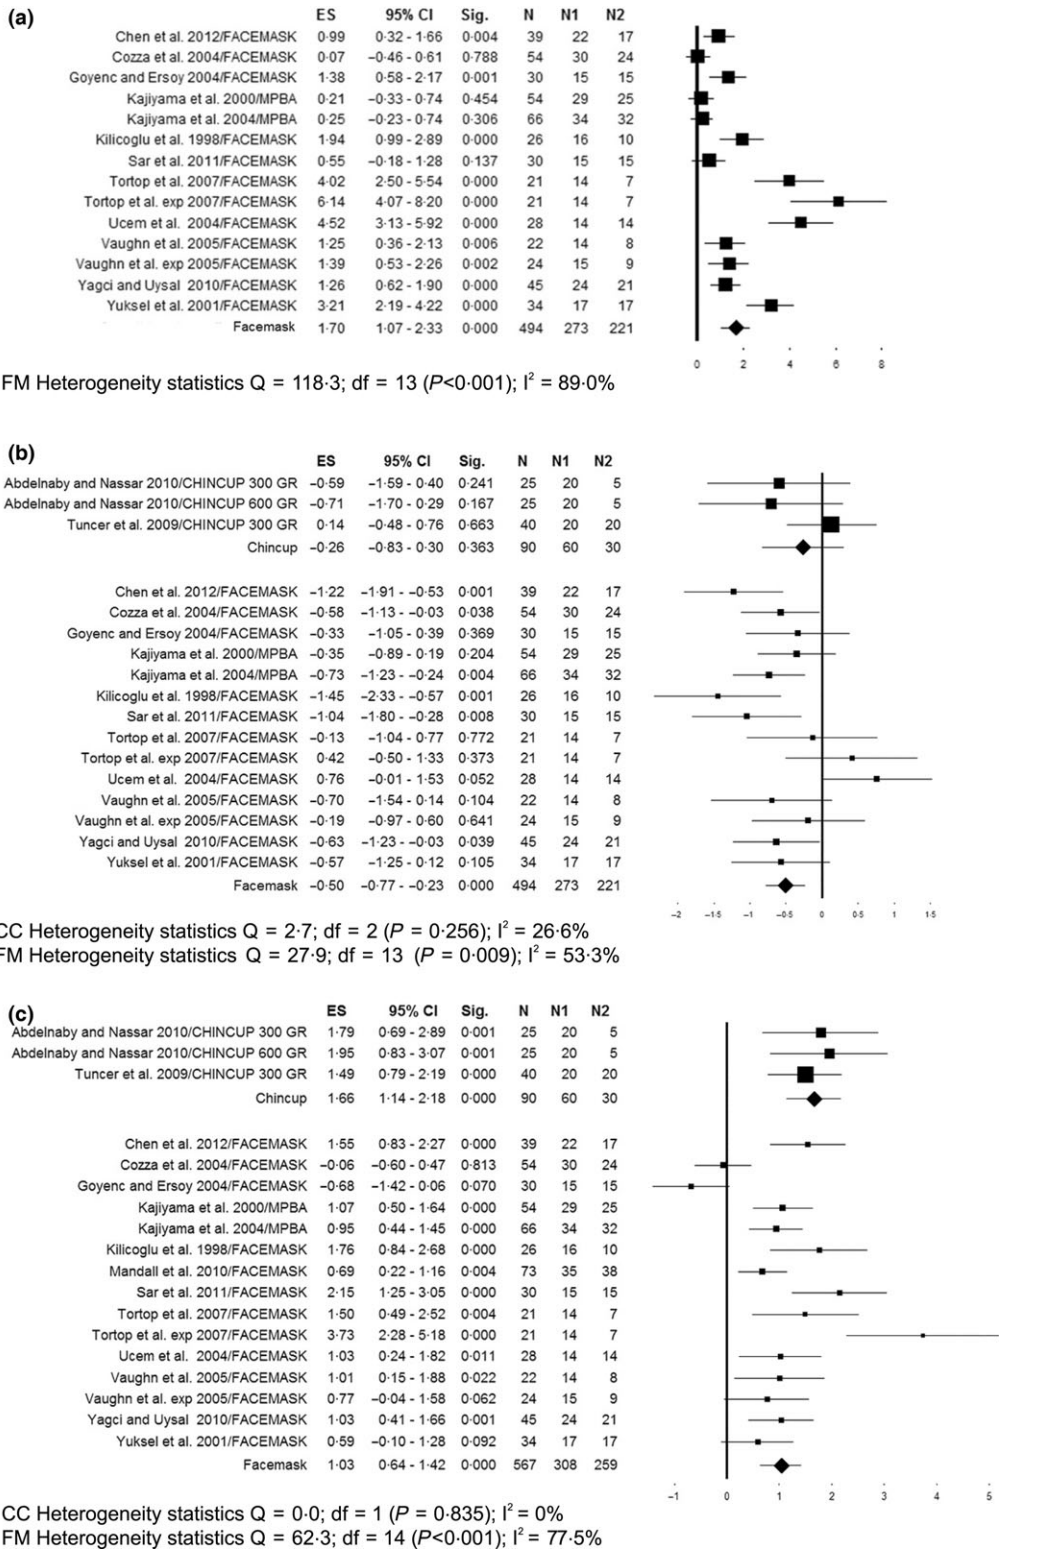 (a)
ES 95% CI Sig. N N1 N2
Chen et al. 2012/FACEMASK 0·99 0·32 - 1·66 0·004 39 22 17
Cozza et al. 2004/FACEMASK 0·07 −0·46 - 0·61 0·788 54 30 24
Goyenc and Ersoy 2004/FACEMASK 1·38 0·58 - 2·17 0·001 30 15 15
Kajiyama et al. 2000/MPBA 0·21 −0·33 - 0·74 0·454 54 29 25
Kajiyama et al. 2004/MPBA 0·25 −0·23 - 0·74 0·306 66 34 32
Kilicoglu et al. 1998/FACEMASK 1·94 0·99 - 2·89 0·000 26 16 10
Sar et al. 2011/FACEMASK 0·55 −0·18 - 1·28 0·137 30 15 15
Tortop et al. 2007/FACEMASK 4·02 2·50 - 5·54 0·000 21 14 7
Tortop et al. exp 2007/FACEMASK 6·14 4·07 - 8·20 0·000 21 14 7
Ucem et al. 2004/FACEMASK 4·52 3·13 - 5·92 0·000 28 14 14
Vaughn et al. 2005/FACEMASK 1·25 0·36 - 2·13 0·006 22 14 8
Vaughn et al. exp 2005/FACEMASK 1·39 0·53 - 2·26 0·002 24 15 9
Yagci and Uysal 2010/FACEMASK 1·26 0·62 - 1·90 0·000 45 24 21
Yuksel et al. 2001/FACEMASK 3·21 2·19 - 4·22 0·000 34 17 17
Facemask 1·70 1·07 - 2·33 0·000 494 273 221
0 2 4 6 8
FM Heterogeneity statistics Q = 118·3; df = 13 (P<0·001); I² = 89·0%
(b)
ES 95% CI Sig. N N1 N2
Abdelnaby and Nassar 2010/CHINCUP 300 GR −0·59 −1·59 - 0·40 0·241 25 20 5
Abdelnaby and Nassar 2010/CHINCUP 600 GR −0·71 −1·70 - 0·29 0·167 25 20 5
Tuncer et al. 2009/CHINCUP 300 GR 0·14 −0·48 - 0·76 0·663 40 20 20
Chincup −0·26 −0·83 - 0·30 0·363 90 60 30
Chen et al. 2012/FACEMASK −1·22 −1·91 - −0·53 0·001 39 22 17
Cozza et al. 2004/FACEMASK −0·58 −1·13 - −0·03 0·038 54 30 24
Goyenc and Ersoy 2004/FACEMASK −0·33 −1·05 - 0·39 0·369 30 15 15
Kajiyama et al. 2000/MPBA −0·35 −0·89 - 0·19 0·204 54 29 25
Kajiyama et al. 2004/MPBA −0·73 −1·23 - −0·24 0·004 66 34 32
Kilicoglu et al. 1998/FACEMASK −1·45 −2·33 - −0·57 0·001 26 16 10
Sar et al. 2011/FACEMASK −1·04 −1·80 - −0·28 0·008 30 15 15
Tortop et al. 2007/FACEMASK −0·13 −1·04 - 0·77 0·772 21 14 7
Tortop et al. exp 2007/FACEMASK 0·42 −0·50 - 1·33 0·373 21 14 7
Ucem et al. 2004/FACEMASK 0·76 −0·01 - 1·53 0·052 28 14 14
Vaughn et al. 2005/FACEMASK −0·70 −1·54 - 0·14 0·104 22 14 8
Vaughn et al. exp 2005/FACEMASK −0·19 −0·97 - 0·60 0·641 24 15 9
Yagci and Uysal 2010/FACEMASK −0·63 −1·23 - −0·03 0·039 45 24 21
Yuksel et al. 2001/FACEMASK −0·57 −1·25 - 0·12 0·105 34 17 17
Facemask −0·50 −0·77 - −0·23 0·000 494 273 221
−2 −1·5 −1 −0·5 0 0·5 1 1·5
CC Heterogeneity statistics Q = 2·7; df = 2 (P = 0·256); I² = 26·6%
FM Heterogeneity statistics Q = 27·9; df = 13 (P = 0·009); I² = 53·3%
(c)
ES 95% CI Sig. N N1 N2
Abdelnaby and Nassar 2010/CHINCUP 300 GR 1·79 0·69 - 2·89 0·001 25 20 5
Abdelnaby and Nassar 2010/CHINCUP 600 GR 1·95 0·83 - 3·07 0·001 25 20 5
Tuncer et al. 2009/CHINCUP 300 GR 1·49 0·79 - 2·19 0·000 40 20 20
Chincup 1·66 1·14 - 2·18 0·000 90 60 30
Chen et al. 2012/FACEMASK 1·55 0·83 - 2·27 0·000 39 22 17
Cozza et al. 2004/FACEMASK −0·06 −0·60 - 0·47 0·813 54 30 24
Goyenc and Ersoy 2004/FACEMASK −0·68 −1·42 - 0·06 0·070 30 15 15
Kajiyama et al. 2000/MPBA 1·07 0·50 - 1·64 0·000 54 29 25
Kajiyama et al. 2004/MPBA 0·95 0·44 - 1·45 0·000 66 34 32
Kilicoglu et al. 1998/FACEMASK 1·76 0·84 - 2·68 0·000 26 16 10
Mandall et al. 2010/FACEMASK 0·69 0·22 - 1·16 0·004 73 35 38
Sar et al. 2011/FACEMASK 2·15 1·25 - 3·05 0·000 30 15 15
Tortop et al. 2007/FACEMASK 1·50 0·49 - 2·52 0·004 21 14 7
Tortop et al. exp 2007/FACEMASK 3·73 2·28 - 5·18 0·000 21 14 7
Ucem et al. 2004/FACEMASK 1·03 0·24 - 1·82 0·011 28 14 14
Vaughn et al. 2005/FACEMASK 1·01 0·15 - 1·88 0·022 22 14 8
Vaughn et al. exp 2005/FACEMASK 0·77 −0·04 - 1·58 0·062 24 15 9
Yagci and Uysal 2010/FACEMASK 1·03 0·41 - 1·66 0·001 45 24 21
Yuksel et al. 2001/FACEMASK 0·59 −0·10 - 1·28 0·092 34 17 17
Facemask 1·03 0·64 - 1·42 0·000 567 308 259
−1 0 1 2 3 4 5
CC Heterogeneity statistics Q = 0·0; df = 1 (P = 0·835); I² = 0%
FM Heterogeneity statistics Q = 62·3; df = 14 (P<0·001); I² = 77·5%